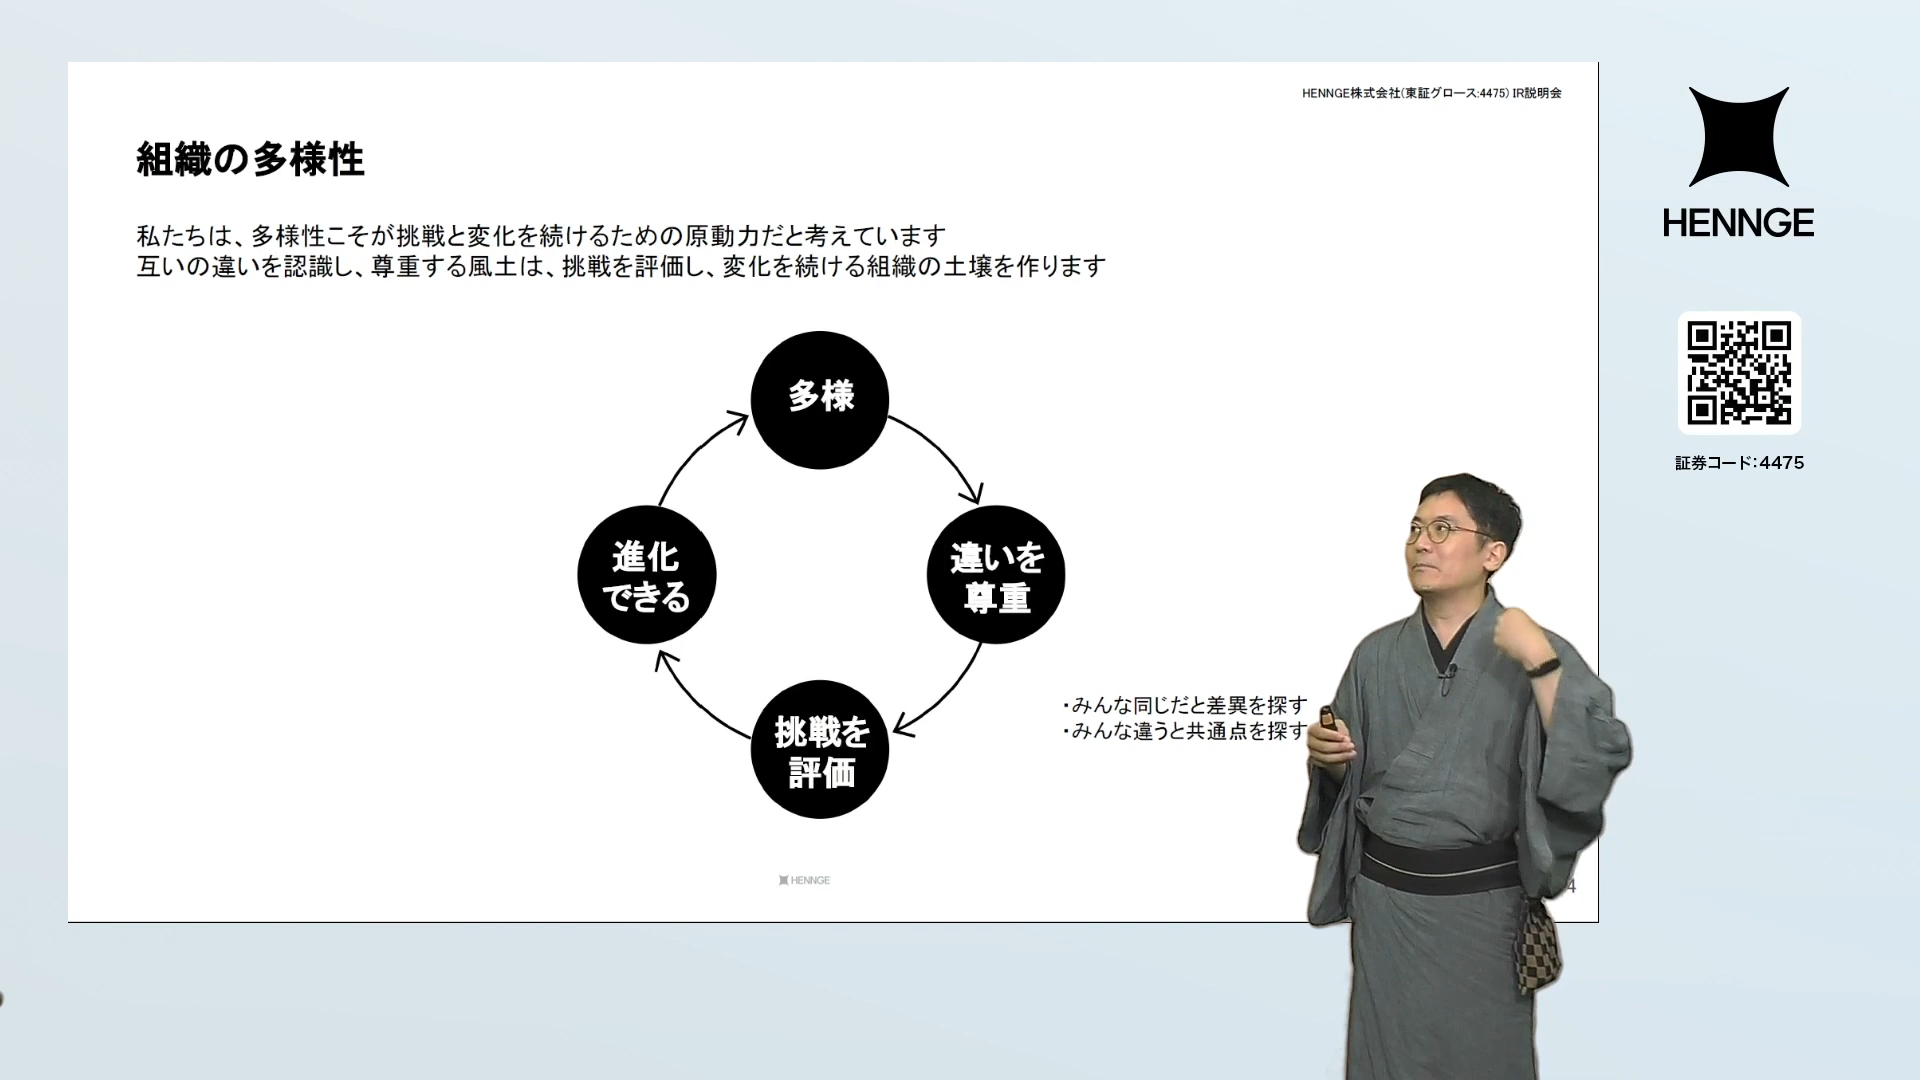 HENNGE株式会社(東証グロース:4475) IR説明会
組織の多様性
私たちは、多様性こそが挑戦と変化を続けるための原動力だと考えています
互いの違いを認識し、尊重する風土は、挑戦を評価し、変化を続ける組織の土壌を作ります
多様
違いを
尊重
挑戦を
評価
進化
できる
・みんな同じだと差異を探す
・みんな違うと共通点を探す
HENNGE
4
HENNGE
証券コード:4475